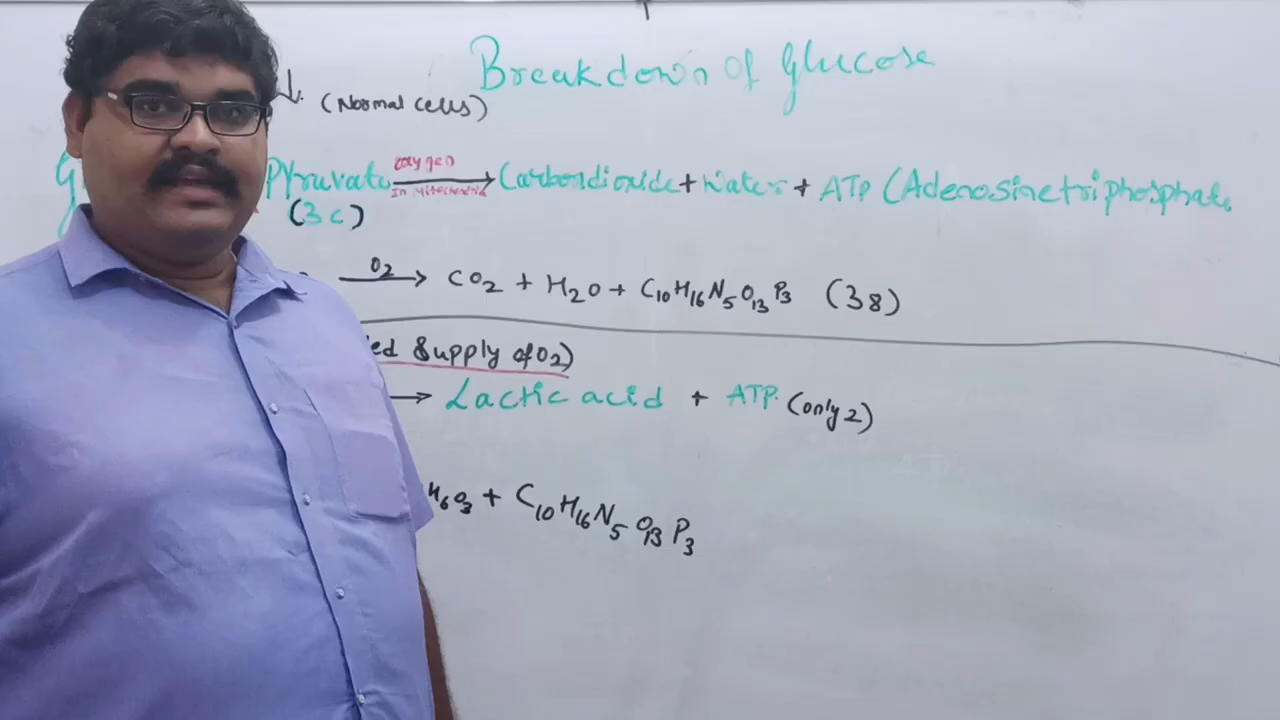 Breakdown of Glucose
↓ (Normal cells)
G Pyruvate oxygen In Mitochondria → Carbondioxide + Water + ATP (Adenosinetriphosphate
(3c)
O2 → CO2 + H2O + C10H16N5O13P3 (38)
ed Supply of O2)
→ Lactic acid + ATP (only 2)
H6O3 + C10H16N5O13P3